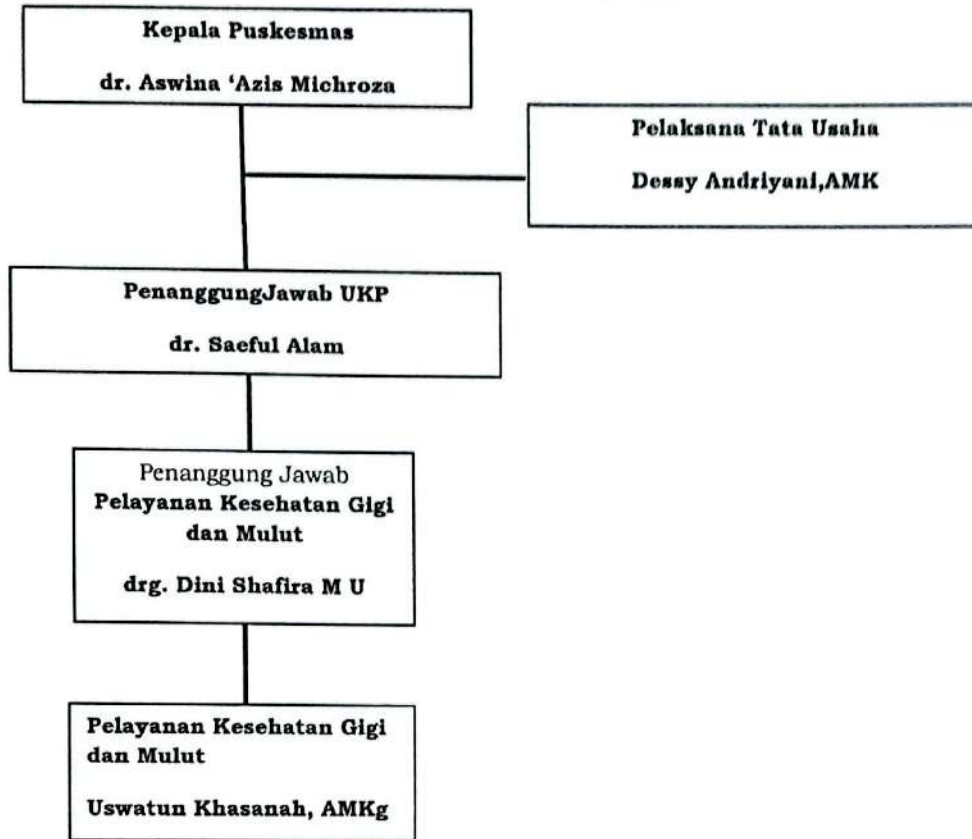 Kepala Puskesmas
dr. Aswina ‘Azis Michroza
Pelaksana Tata Usaha
Dessy Andriyani,AMK
PenanggungJawab UKP
dr. Saeful Alam
Penanggung Jawab
Pelayanan Kesehatan Gigi
dan Mulut
drg. Dini Shafira M U
Pelayanan Kesehatan Gigi
dan Mulut
Uswatun Khasanah, AMKg